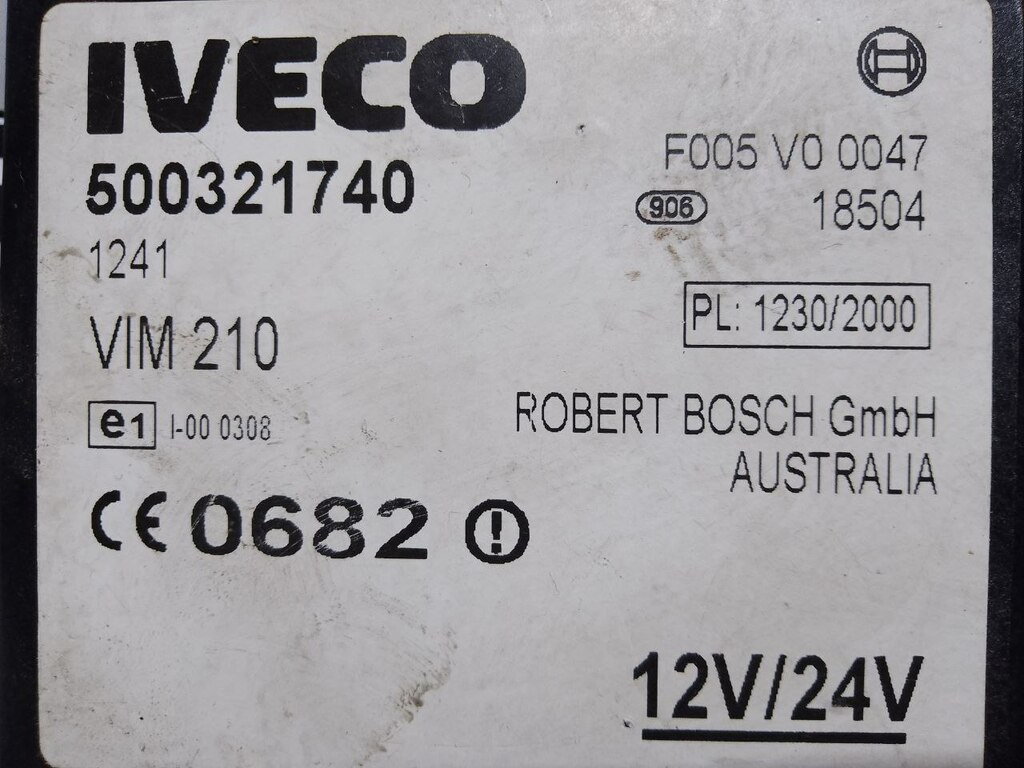 IVECO
500321740
1241
VIM 210
e1 I-00 0308
CE 0682 !
F005 V0 0047
906 18504
PL: 1230/2000
ROBERT BOSCH GmbH
AUSTRALIA
12V/24V